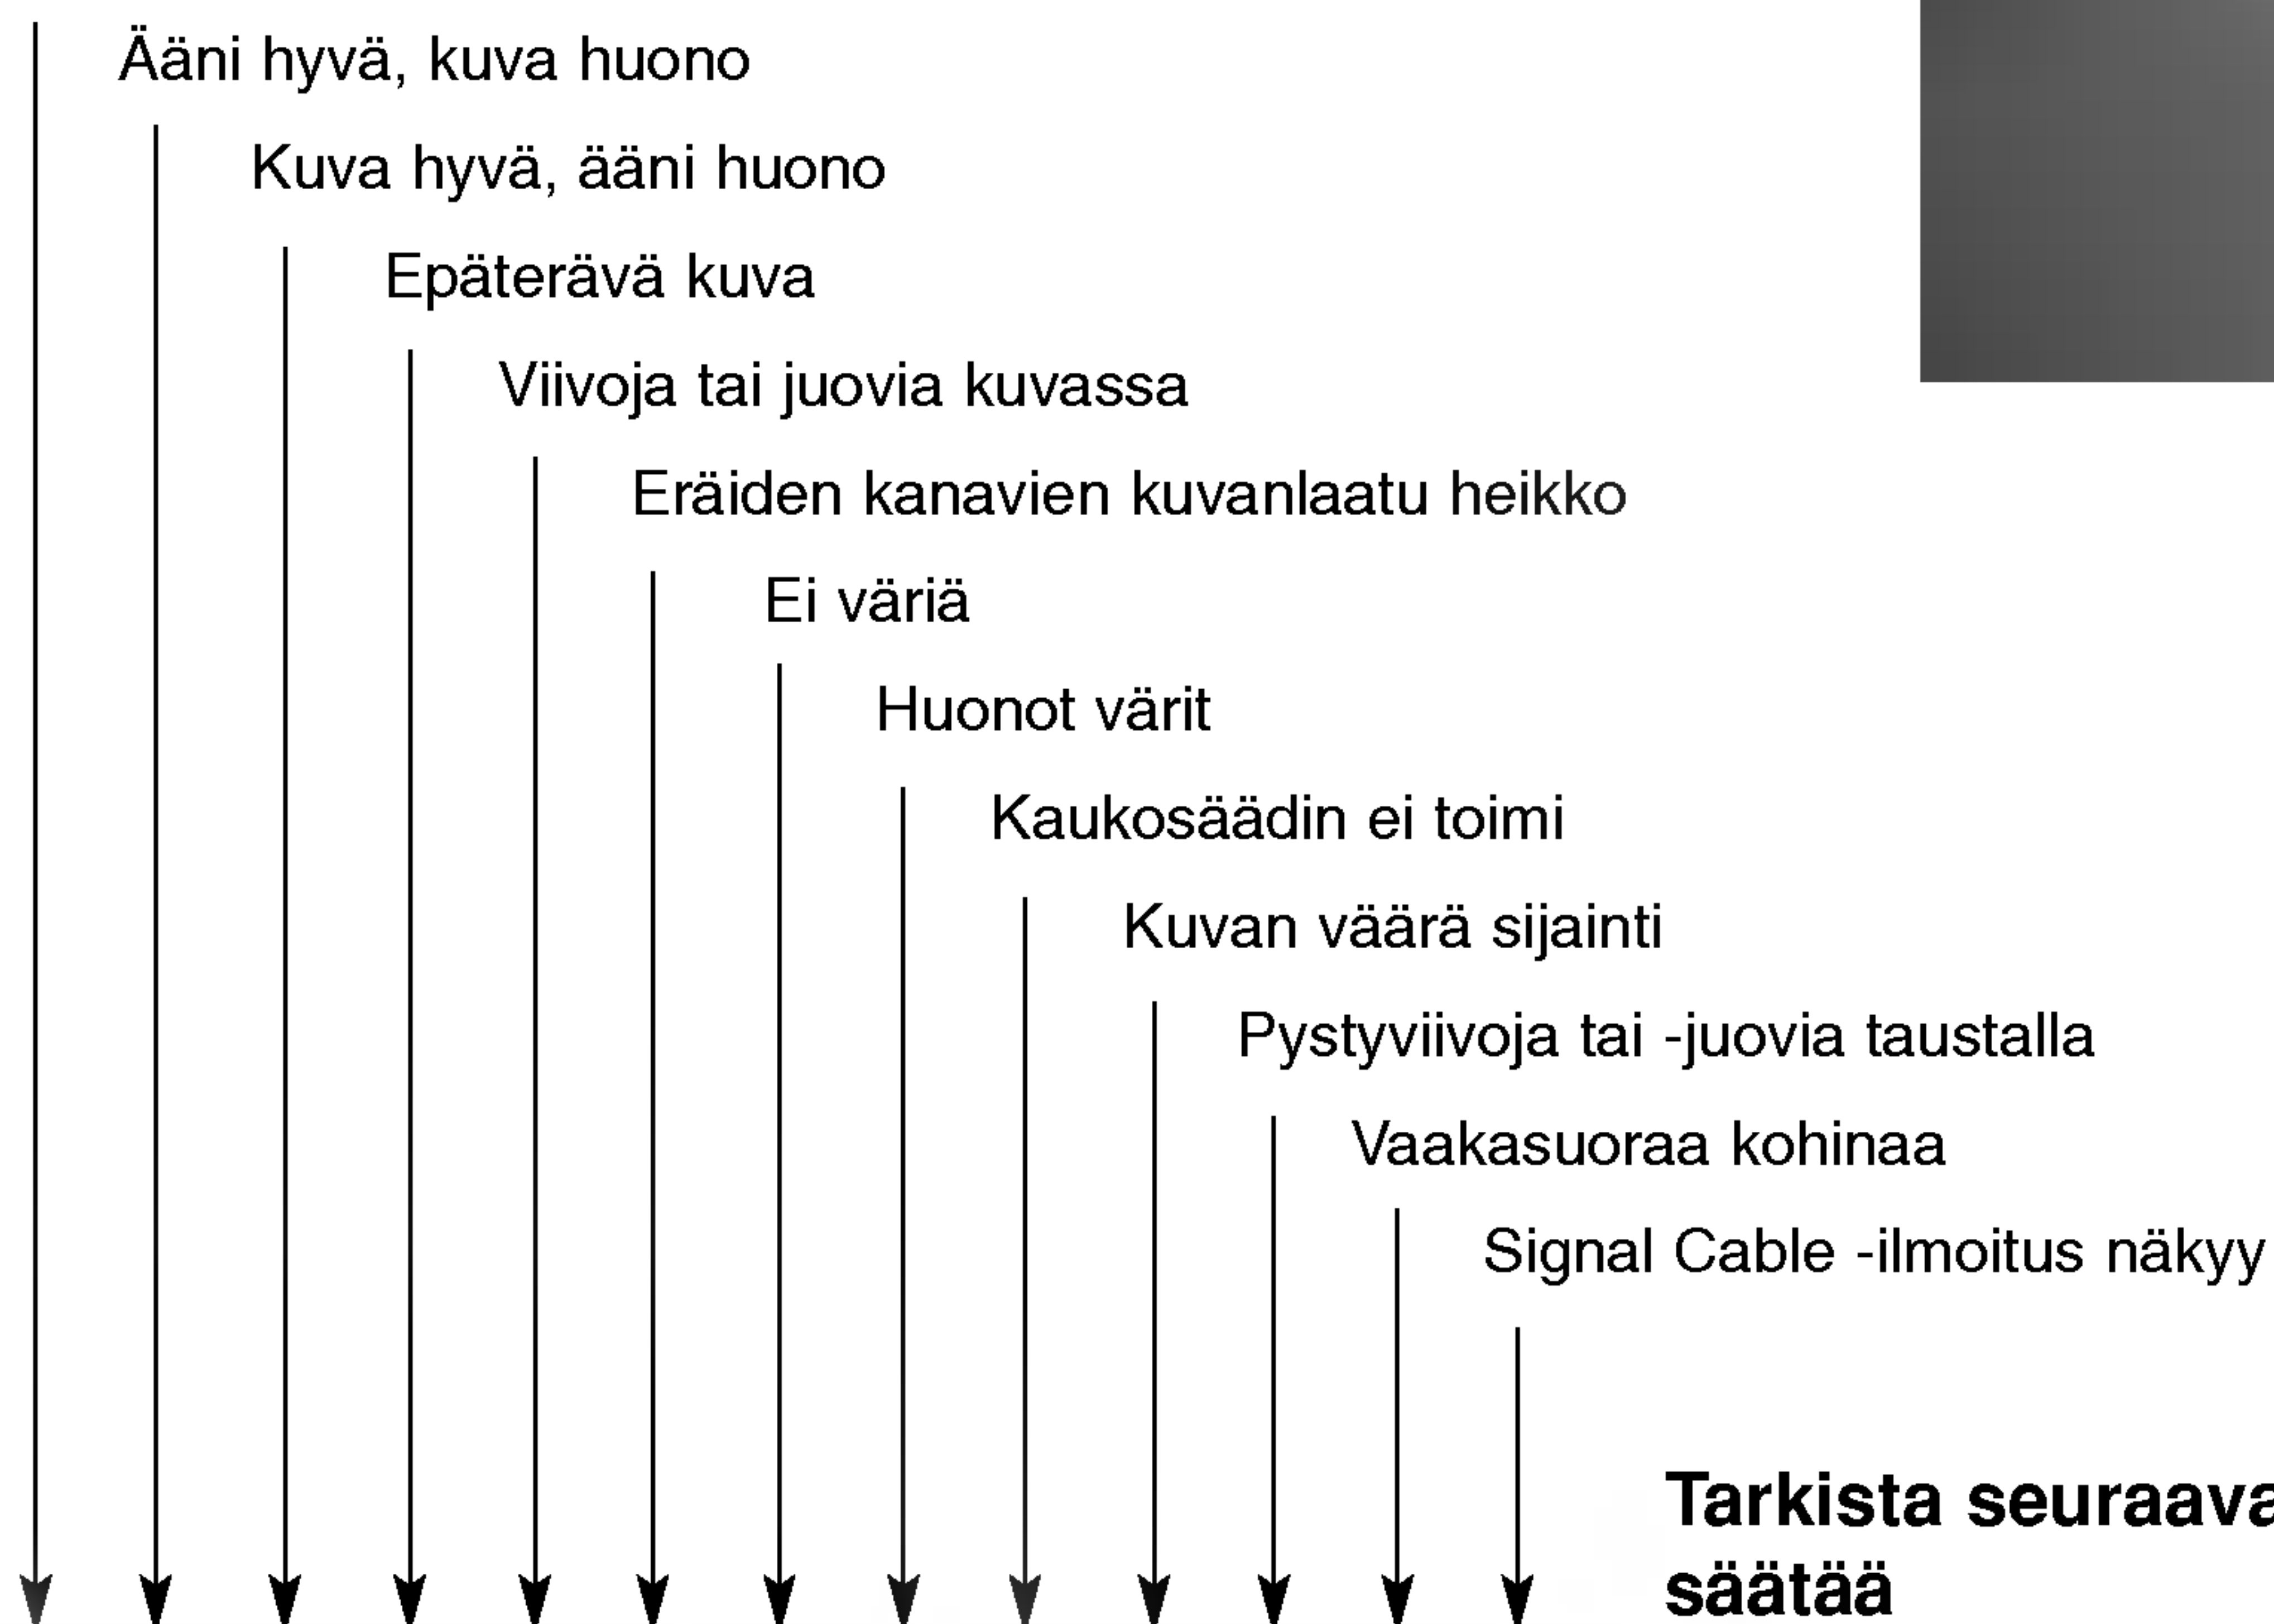 Ääni hyvä, kuva huono
Kuva hyvä, ääni huono
Epäterävä kuva
Viivoja tai juovia kuvassa
Eräiden kanavien kuvanlaatu heikko
Ei väriä
Huonot värit
Kaukosäädin ei toimi
Kuvan väärä sijainti
Pystyviivoja tai -juovia taustalla
Vaakasuoraa kohinaa
Signal Cable -ilmoitus näkyy
Tarkista seuraava
säätää